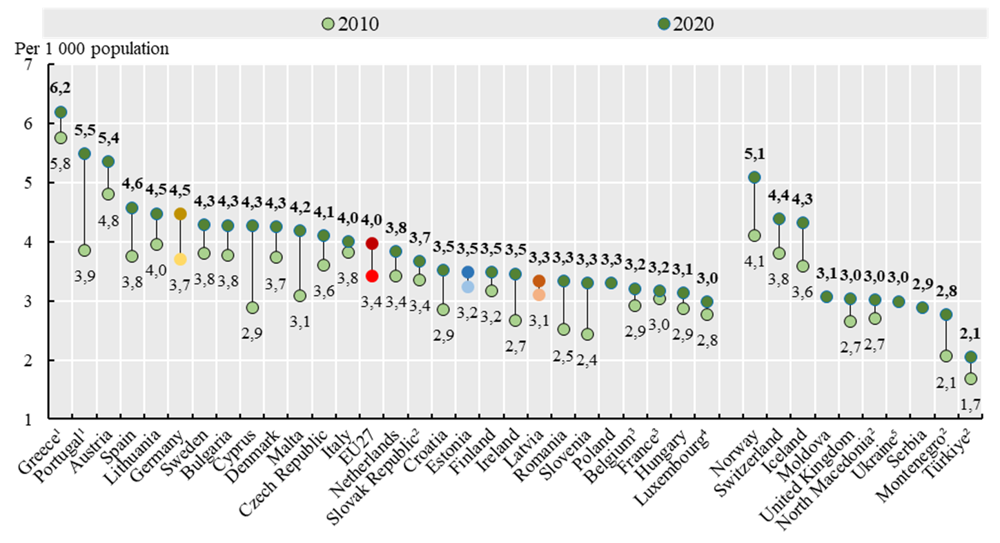 2010 2020
Per 1 000 population
7
6
5
4
3
2
1
6,2 5,5 5,4 4,6 4,5 4,5 4,3 4,3 4,3 4,3 4,2 4,1 4,0 4,0 3,8 3,7 3,5 3,5 3,5 3,5 3,3 3,3 3,3 3,3 3,2 3,2 3,1 3,0 5,1 4,4 4,3 3,1 3,0 3,0 3,0 2,9 2,8 2,1
5,8 3,9 4,8 3,8 4,0 3,7 3,8 3,8 2,9 3,7 3,1 3,6 3,8 3,4 3,4 3,4 2,9 3,2 3,2 2,7 3,1 2,5 2,4 2,9 3,0 2,9 2,8 4,1 3,8 3,6 2,7 2,7 2,1 1,7
Greece¹
Portugal¹
Austria
Spain
Lithuania
Germany
Sweden
Bulgaria
Cyprus
Denmark
Malta
Czech Republic
Italy
EU27
Netherlands
Slovak Republic²
Croatia
Estonia
Finland
Ireland
Latvia
Romania
Slovenia
Poland
Belgium³
France³
Hungary
Luxembourg⁴
Norway
Switzerland
Iceland
Moldova
United Kingdom
North Macedonia²
Ukraine⁵
Serbia
Montenegro²
Türkiye²